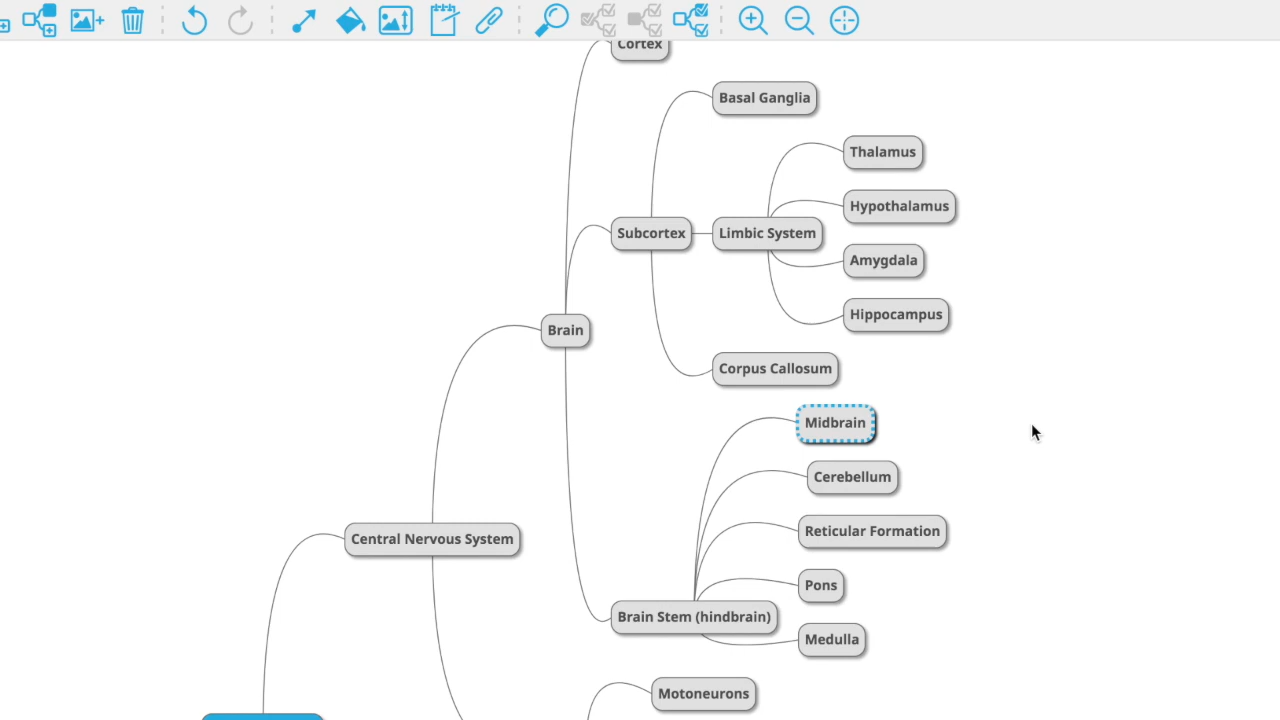 Cortex
Basal Ganglia
Thalamus
Hypothalamus
Subcortex
Limbic System
Amygdala
Hippocampus
Brain
Corpus Callosum
Midbrain
Cerebellum
Reticular Formation
Central Nervous System
Pons
Brain Stem (hindbrain)
Medulla
Motoneurons